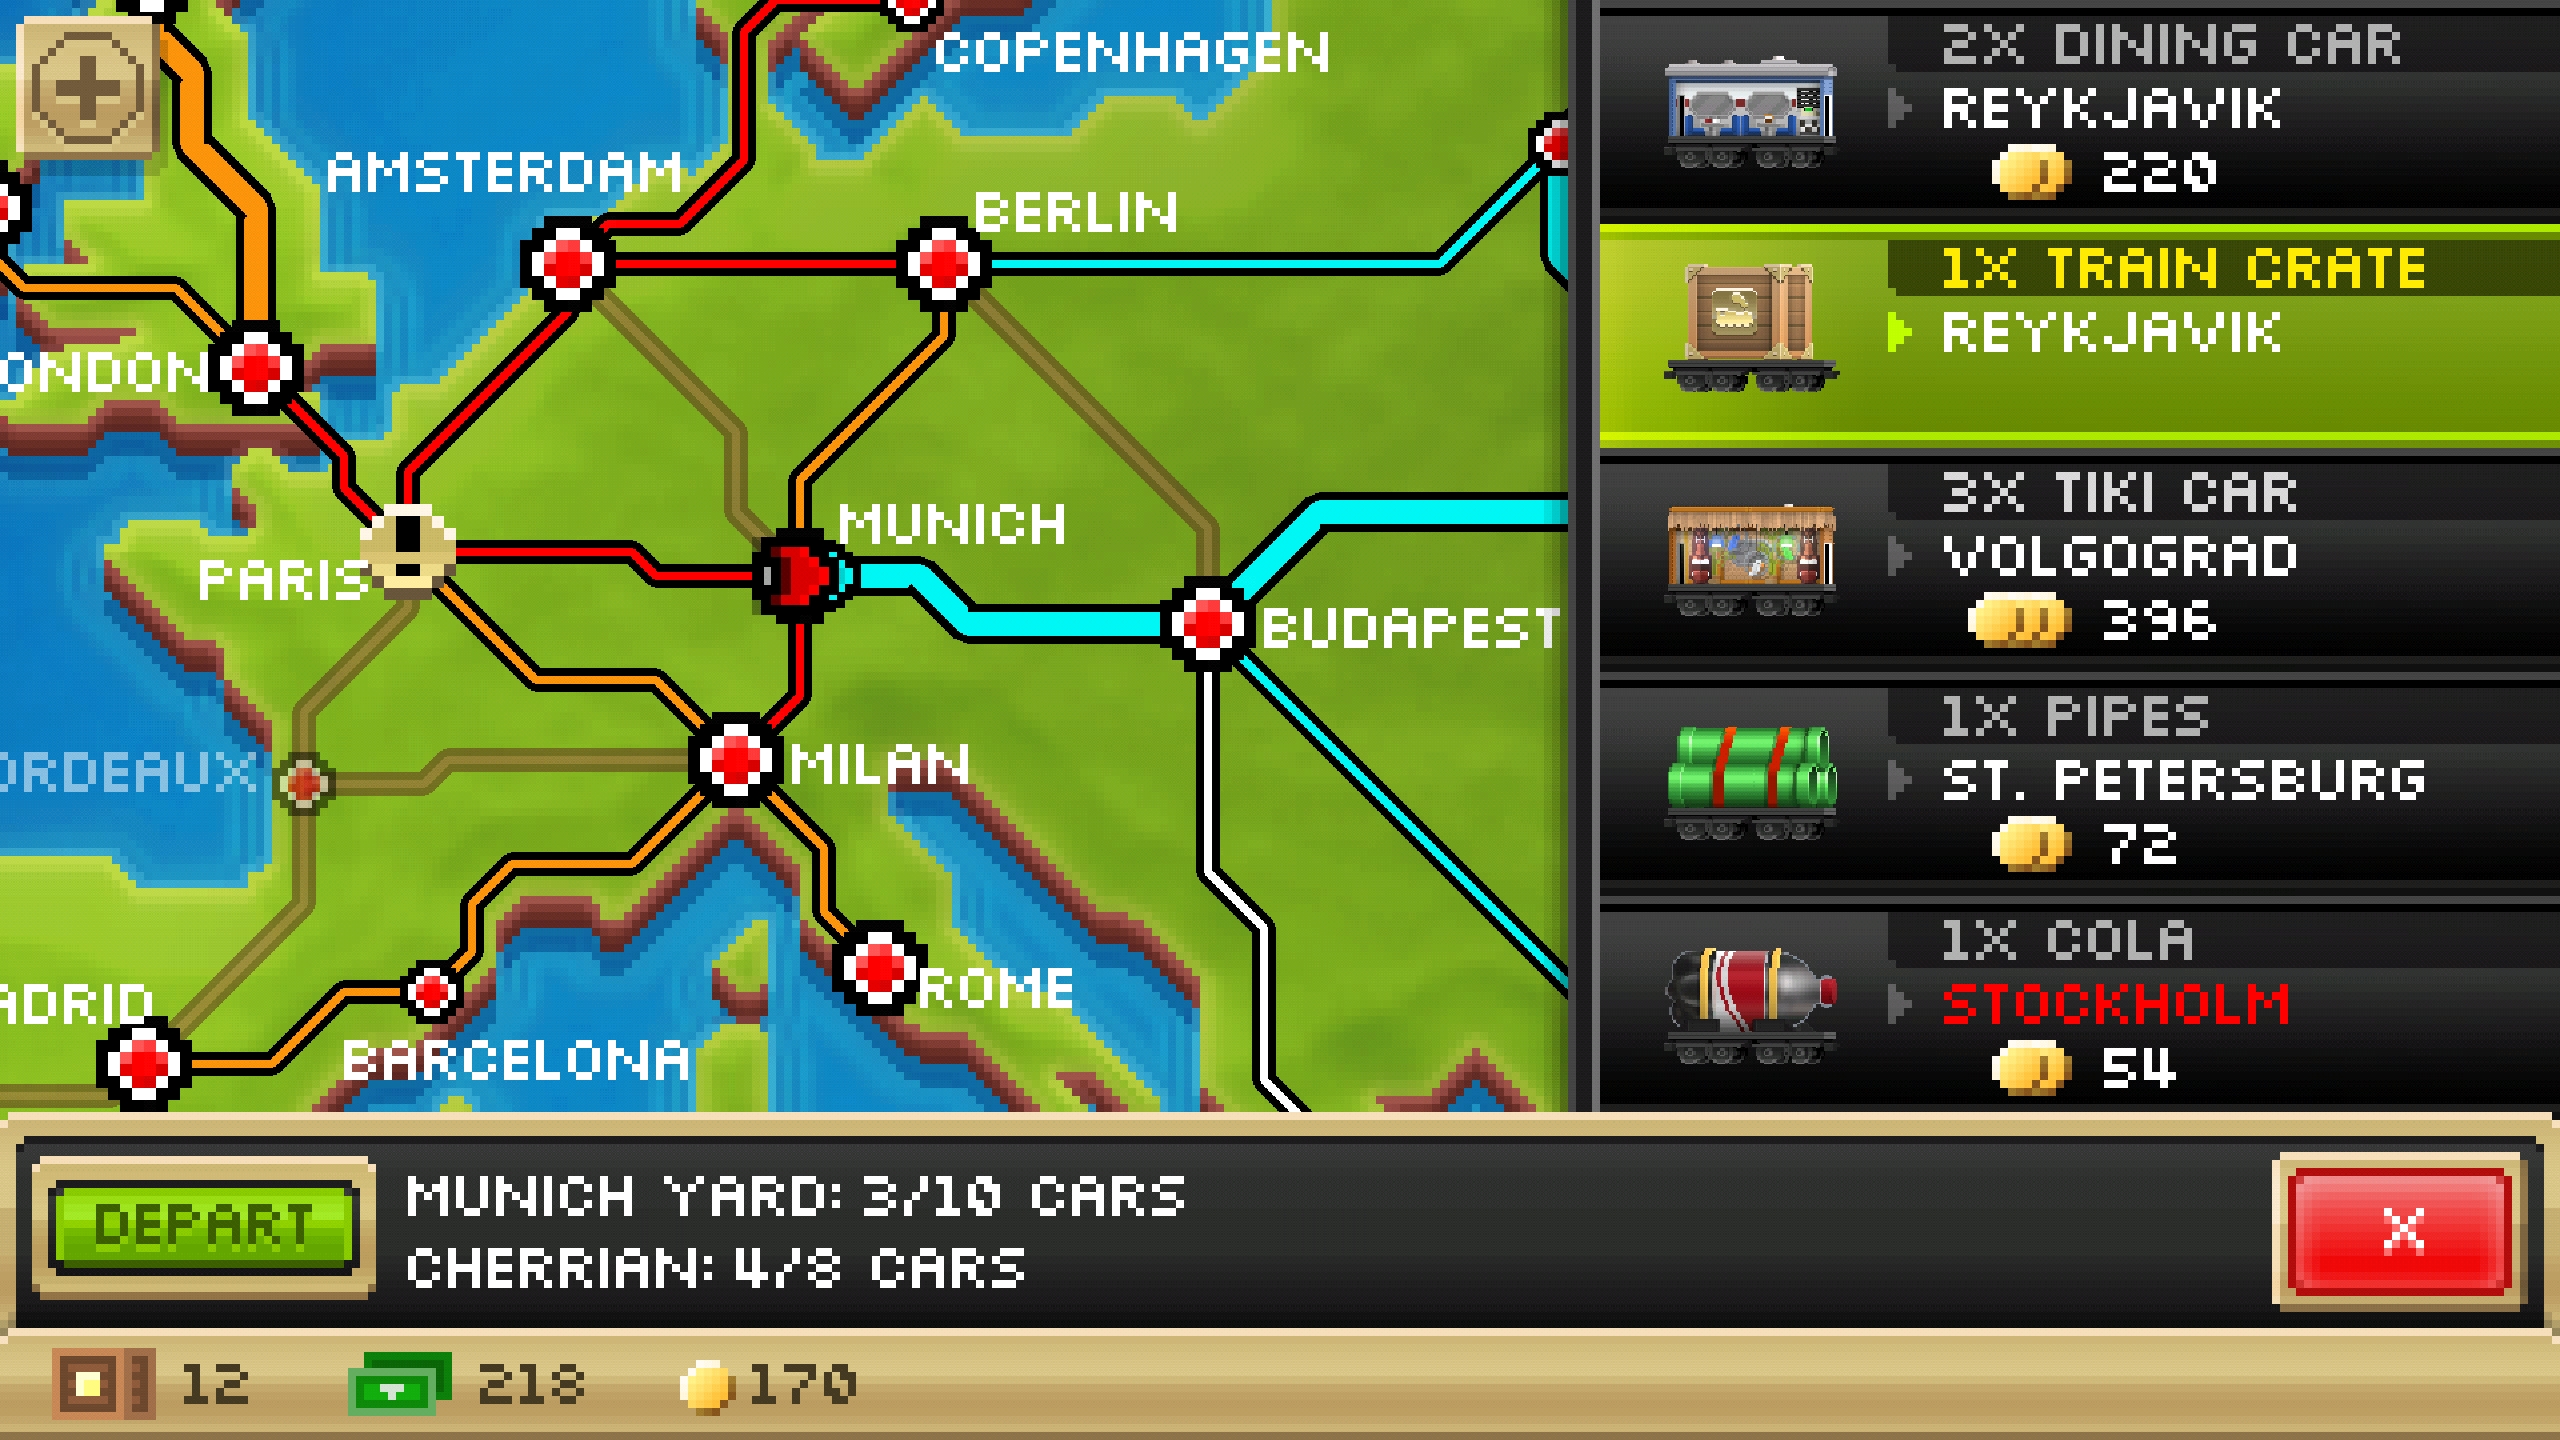 COPENHAGEN
AMSTERDAM
BERLIN
ONDON
MUNICH
PARIS
BUDAPEST
ORDEAUX
MILAN
ADRID
ROME
BARCELONA
2X DINING CAR
REYKJAVIK
220
1X TRAIN CRATE
REYKJAVIK
3X TIKI CAR
VOLGOGRAD
396
1X PIPES
ST. PETERSBURG
72
1X COLA
STOCKHOLM
54
DEPART
MUNICH YARD: 3/10 CARS
CHERRIAN: 4/8 CARS
X
12 218 170